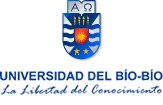 Α Ω
UNIVERSIDAD DEL BÍO-BÍO
La Libertad del Conocimiento